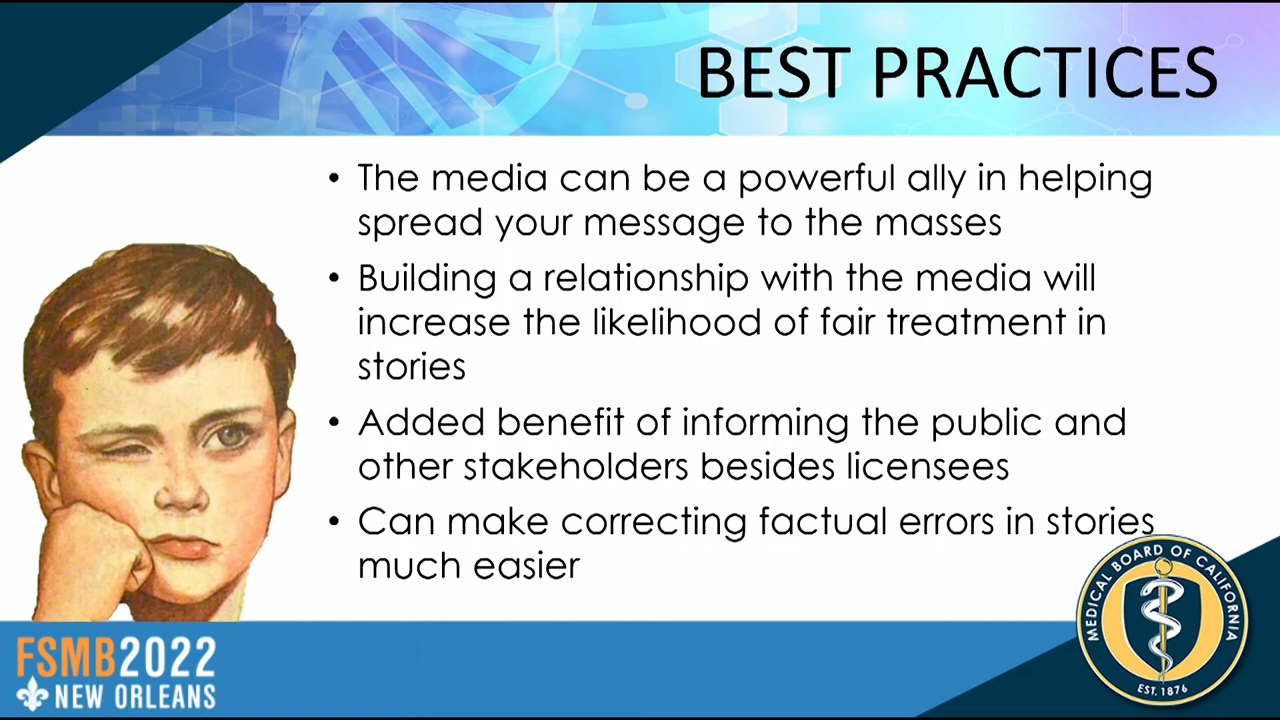 BEST PRACTICES
• The media can be a powerful ally in helping
spread your message to the masses
• Building a relationship with the media will
increase the likelihood of fair treatment in
stories
• Added benefit of informing the public and
other stakeholders besides licensees
• Can make correcting factual errors in stories
much easier
MEDICAL BOARD OF CALIFORNIA
EST. 1876
FSMB2022
NEW ORLEANS